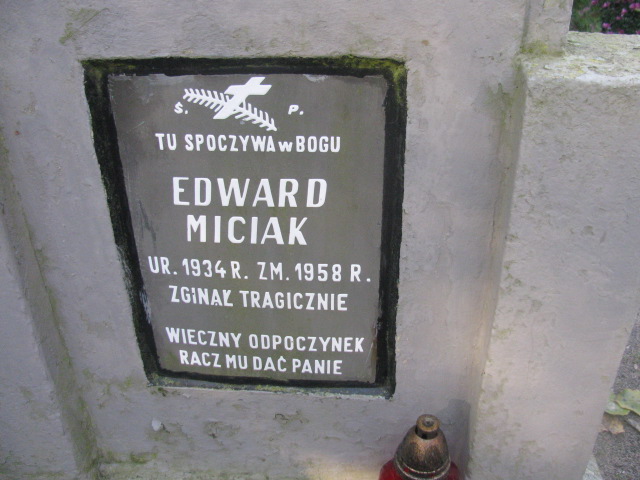 Ś. P.
TU SPOCZYWA w BOGU
EDWARD
MICIAK
UR. 1934 R. ZM. 1958 R.
ZGINAŁ TRAGICZNIE
WIECZNY ODPOCZYNEK
RACZ MU DAĆ PANIE